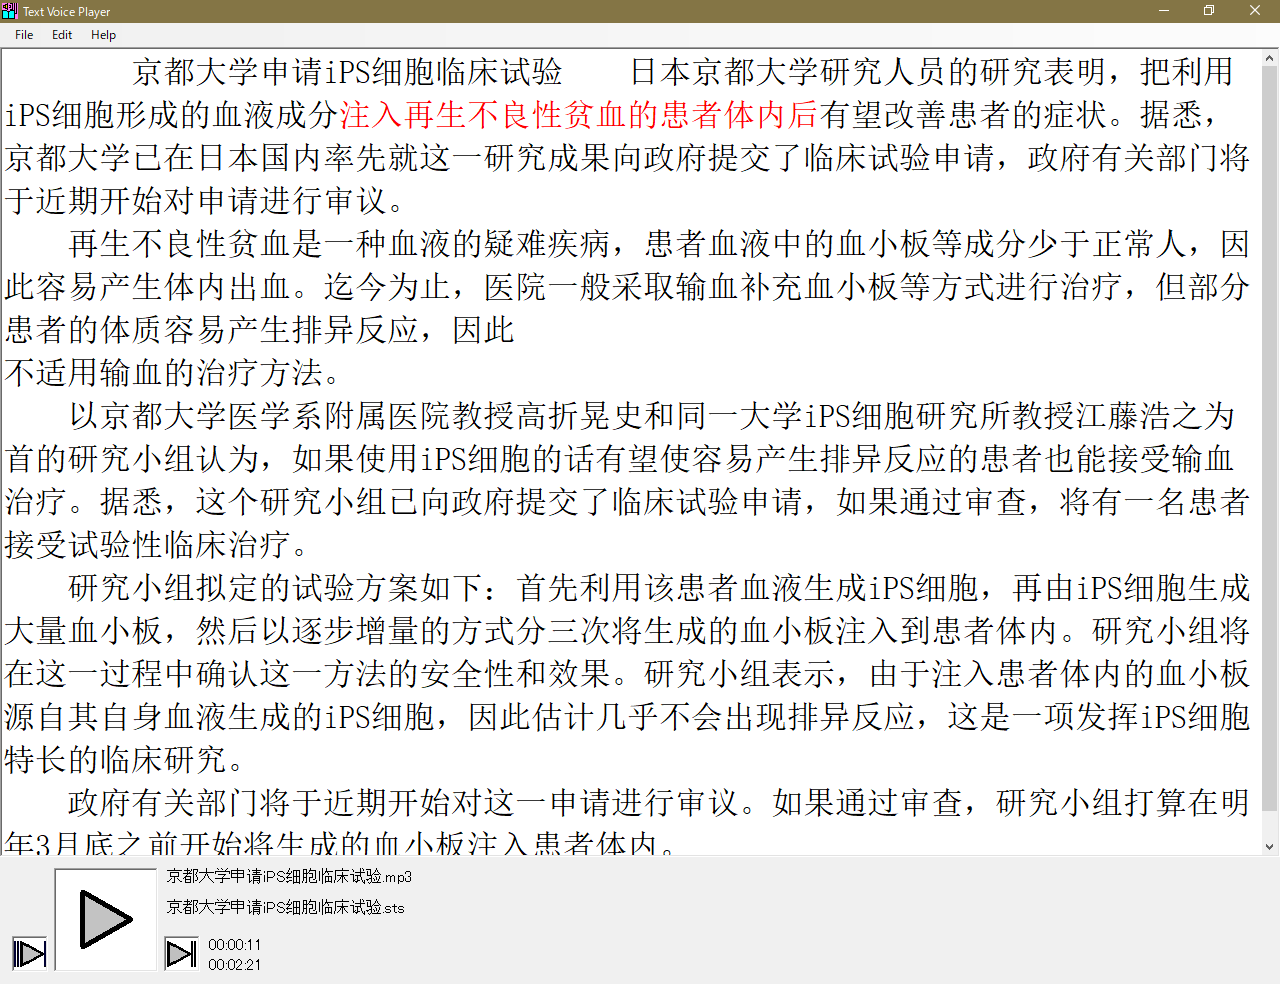 Text Voice Player
File Edit Help
京都大学申请iPS细胞临床试验 日本京都大学研究人员的研究表明，把利用
iPS细胞形成的血液成分注入再生不良性贫血的患者体内后有望改善患者的症状。据悉，
京都大学已在日本国内率先就这一研究成果向政府提交了临床试验申请，政府有关部门将
于近期开始对申请进行审议。
再生不良性贫血是一种血液的疑难疾病，患者血液中的血小板等成分少于正常人，因
此容易产生体内出血。迄今为止，医院一般采取输血补充血小板等方式进行治疗，但部分
患者的体质容易产生排异反应，因此
不适用输血的治疗方法。
以京都大学医学系附属医院教授高折晃史和同一大学iPS细胞研究所教授江藤浩之为
首的研究小组认为，如果使用iPS细胞的话有望使容易产生排异反应的患者也能接受输血
治疗。据悉，这个研究小组已向政府提交了临床试验申请，如果通过审查，将有一名患者
接受试验性临床治疗。
研究小组拟定的试验方案如下：首先利用该患者血液生成iPS细胞，再由iPS细胞生成
大量血小板，然后以逐步增量的方式分三次将生成的血小板注入到患者体内。研究小组将
在这一过程中确认这一方法的安全性和效果。研究小组表示，由于注入患者体内的血小板
源自其自身血液生成的iPS细胞，因此估计几乎不会出现排异反应，这是一项发挥iPS细胞
特长的临床研究。
政府有关部门将于近期开始对这一申请进行审议。如果通过审查，研究小组打算在明
年3月底之前开始将生成的血小板注入患者体内。
京都大学申请iPS细胞临床试验.mp3
京都大学申请iPS细胞临床试验.sts
00:00:11
00:02:21